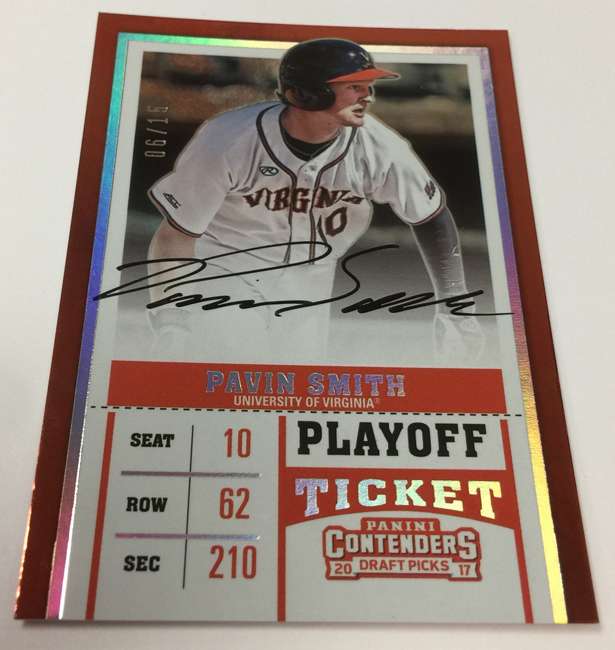 06/15
VIRGINIA
10
PAVIN SMITH
UNIVERSITY OF VIRGINIA®
SEAT 10
ROW 62
SEC 210
PLAYOFF
TICKET
PANINI
CONTENDERS
20 DRAFT PICKS 17